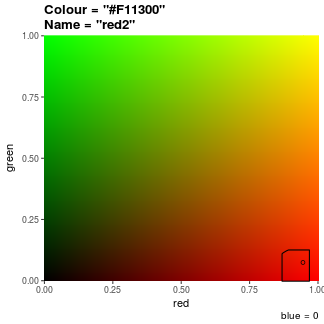 Colour = "#F11300"
Name = "red2"
1.00
0.75
0.50
0.25
0.00
green
0.00 0.25 0.50 0.75 1.00
red
blue = 0